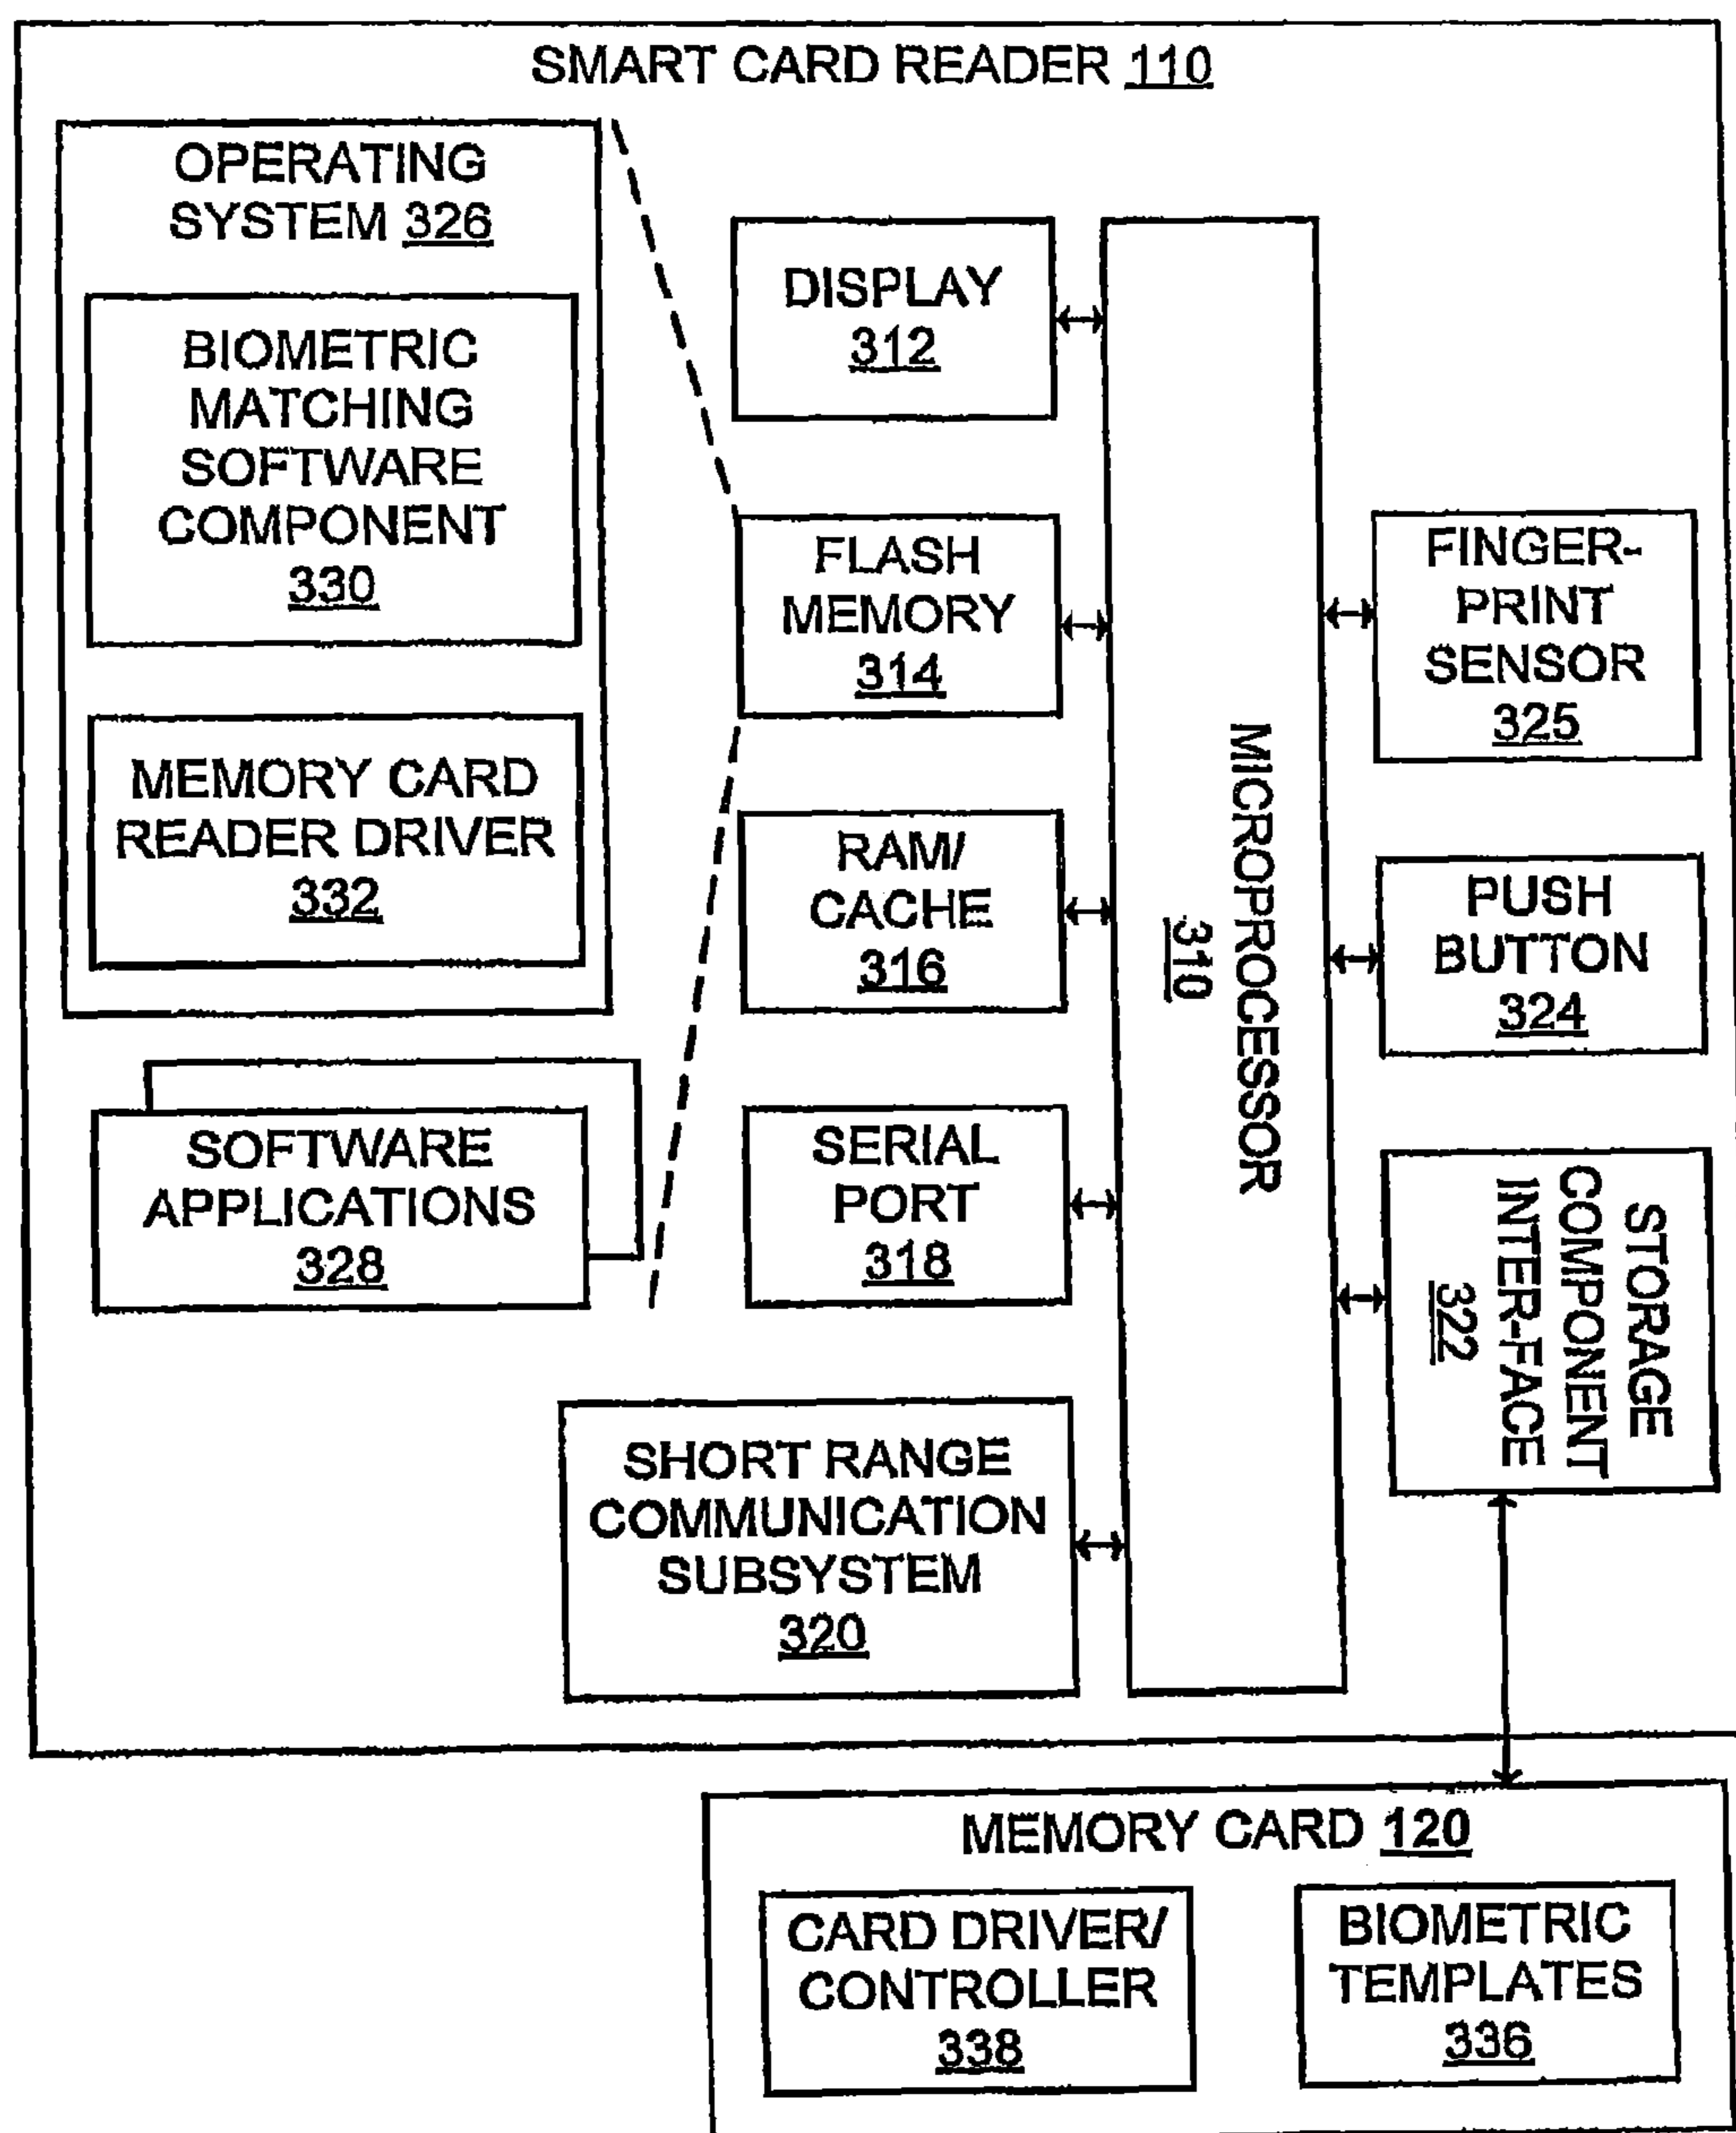 SMART CARD READER 110
OPERATING
SYSTEM 326
BIOMETRIC
MATCHING
SOFTWARE
COMPONENT
330
MEMORY CARD
READER DRIVER
332
SOFTWARE
APPLICATIONS
328
DISPLAY
312
FLASH
MEMORY
314
RAM/
CACHE
316
SERIAL
PORT
318
SHORT RANGE
COMMUNICATION
SUBSYSTEM
320
MICROPROCESSOR
310
FINGER-
PRINT
SENSOR
325
PUSH
BUTTON
324
STORAGE
COMPONENT
INTER-FACE
322
MEMORY CARD 120
CARD DRIVER/
CONTROLLER
338
BIOMETRIC
TEMPLATES
336